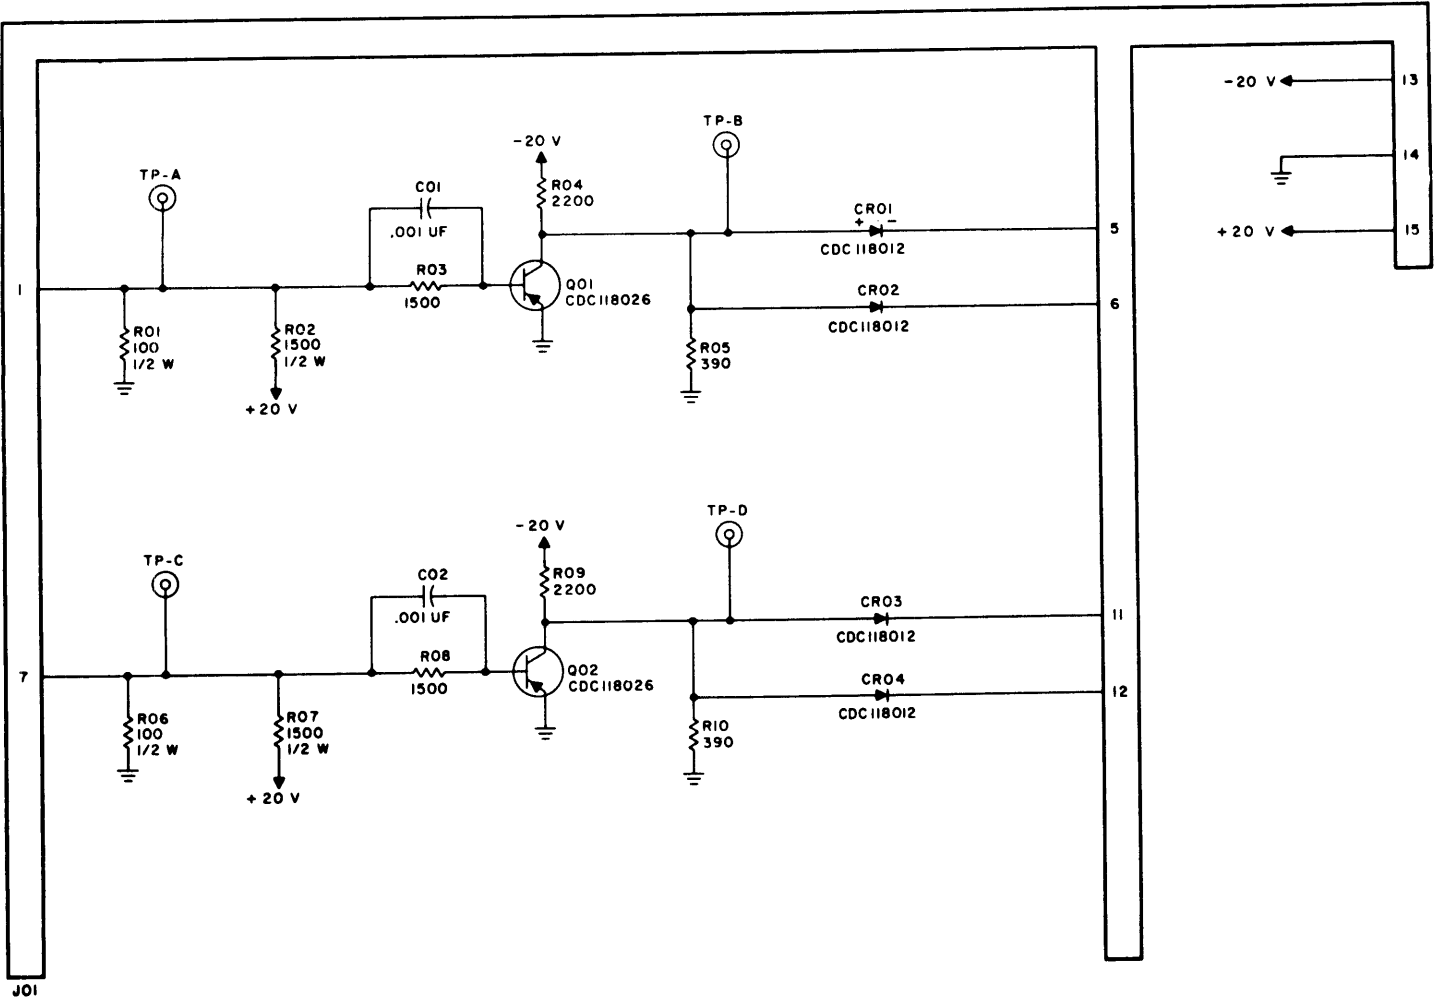 -20 V
13
14
+20 V
15
TP-A
C01
.001 UF
R03
1500
-20 V
R04
2200
TP-B
CR01
+ -
CDC118012
5
1
Q01
CDC118026
CR02
CDC118012
6
R01
100
1/2 W
R02
1500
1/2 W
+20 V
R05
390
TP-C
C02
.001 UF
R08
1500
-20 V
R09
2200
TP-D
CR03
CDC118012
11
7
Q02
CDC118026
CR04
CDC118012
12
R06
100
1/2 W
R07
1500
1/2 W
+20 V
R10
390
J01